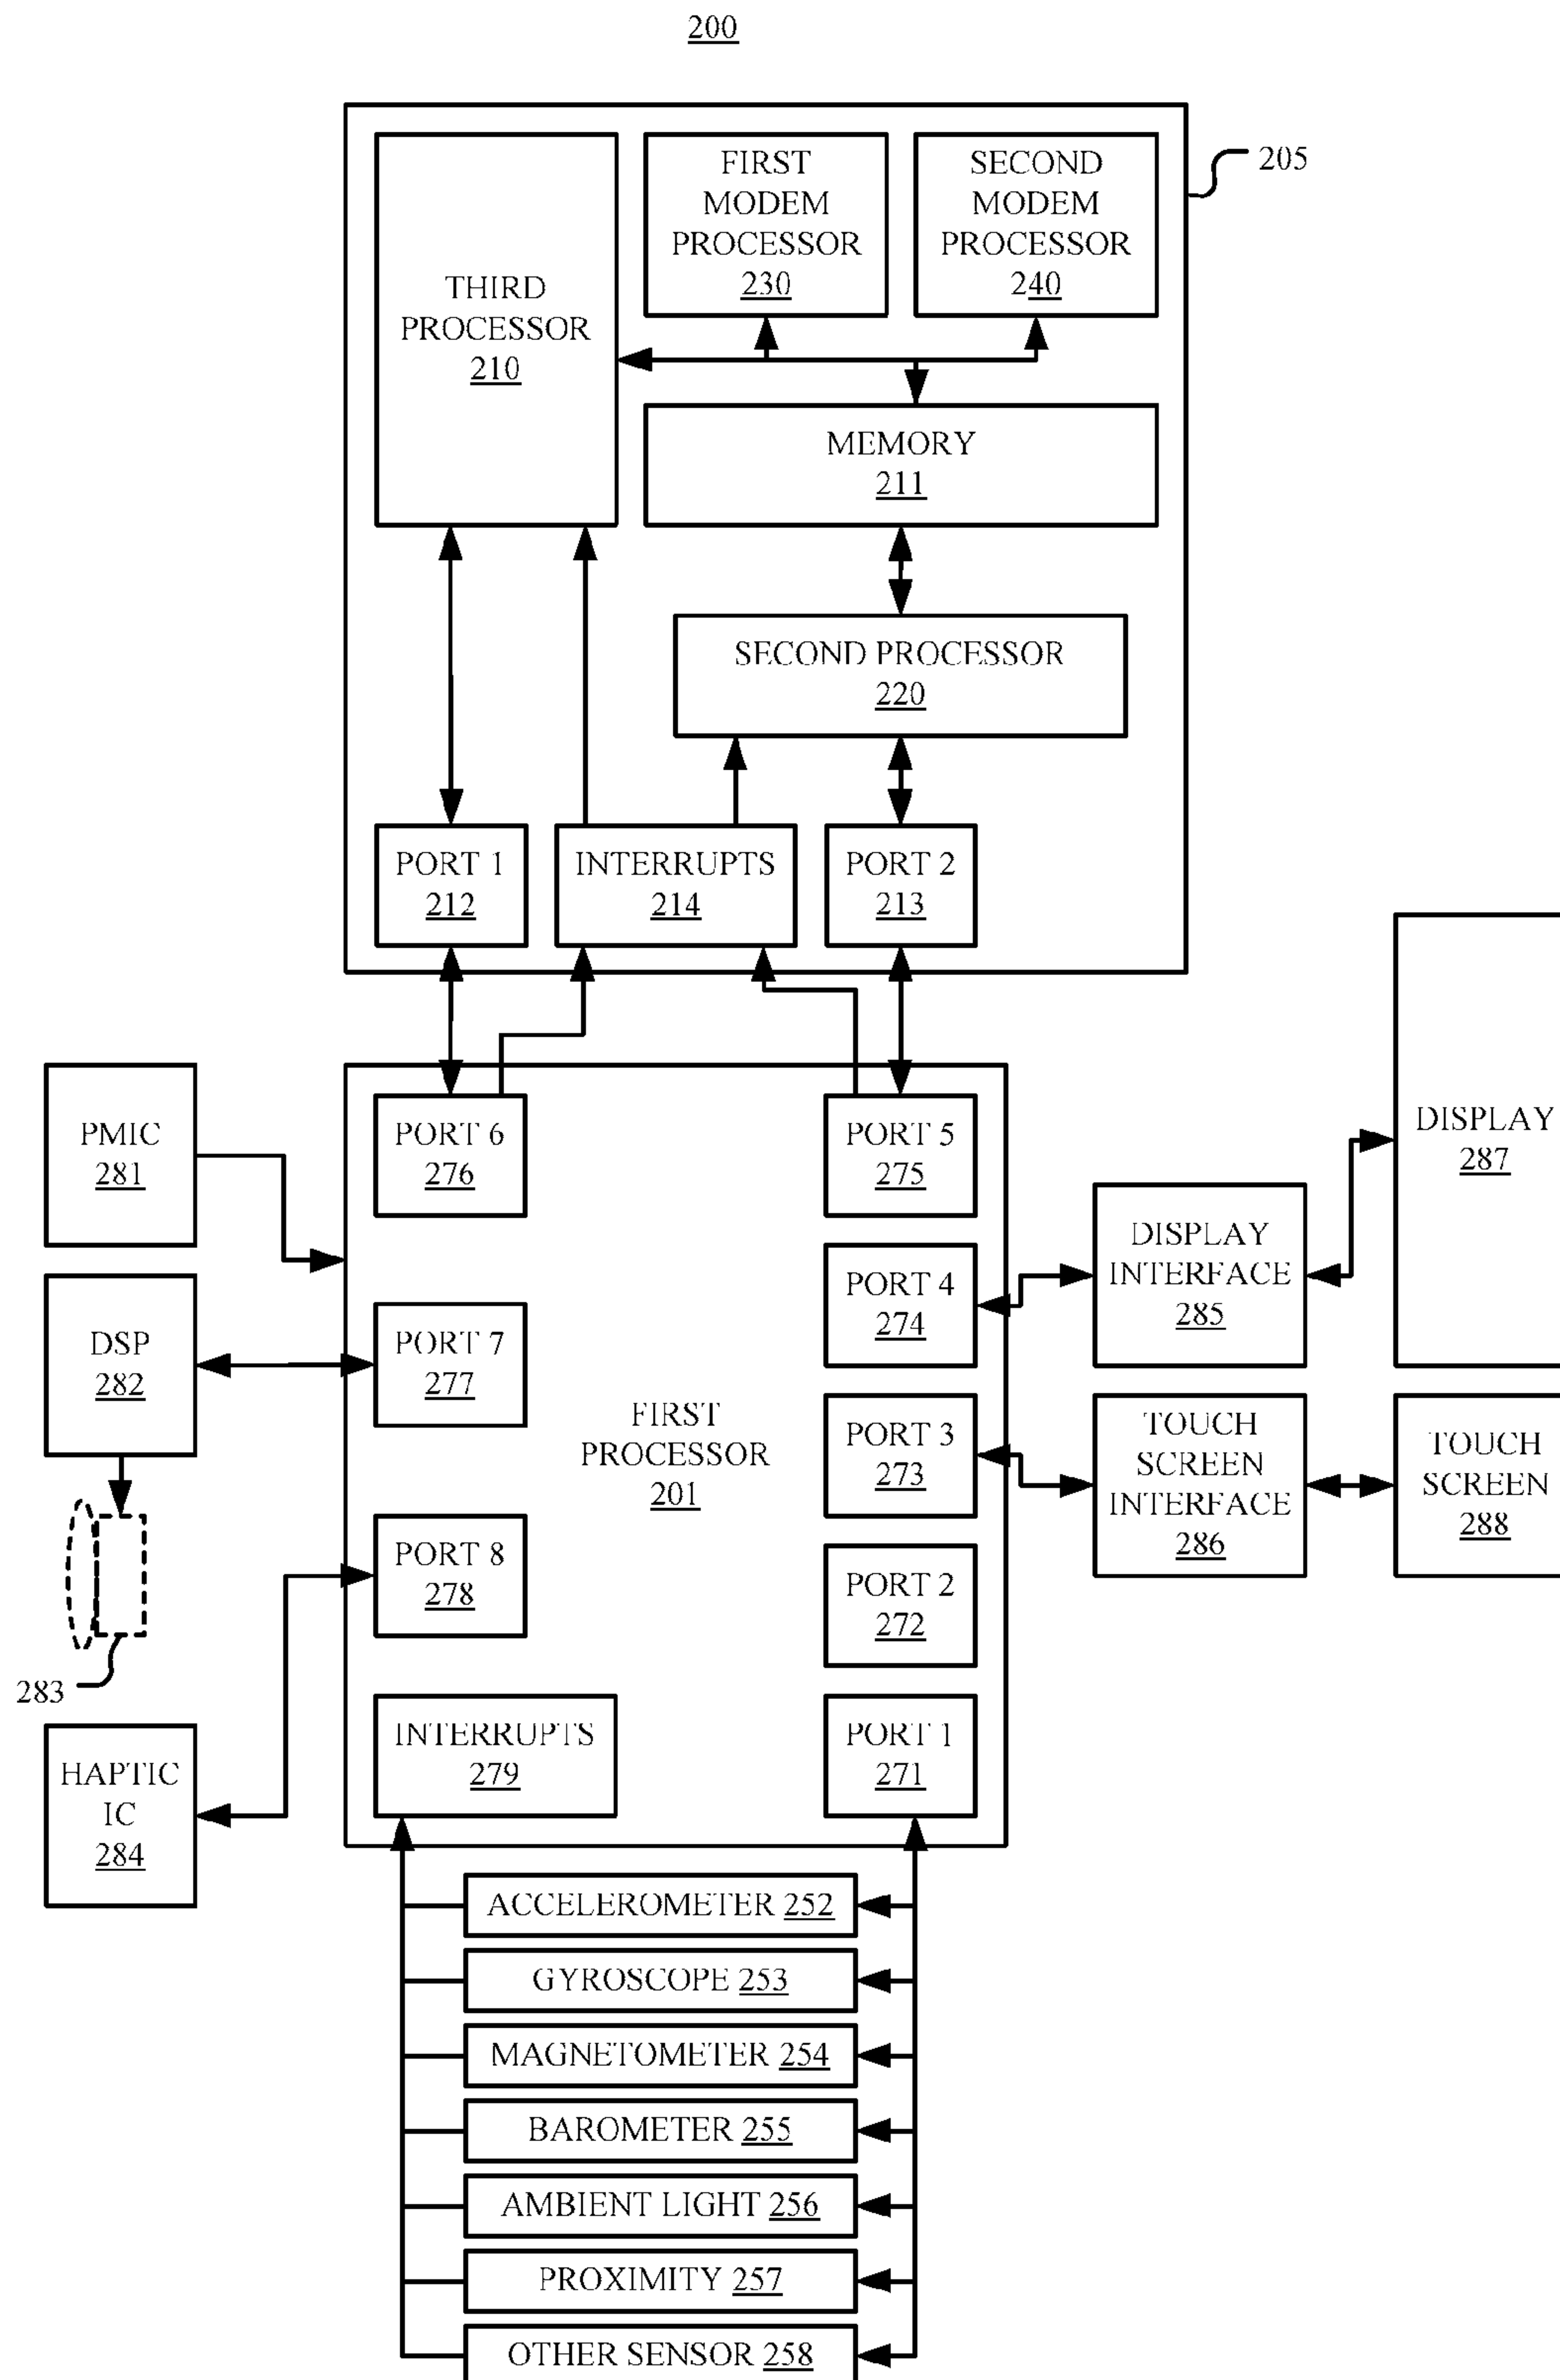 200
205
THIRD
PROCESSOR
210
FIRST
MODEM
PROCESSOR
230
SECOND
MODEM
PROCESSOR
240
MEMORY
211
SECOND PROCESSOR
220
PORT 1
212
INTERRUPTS
214
PORT 2
213
PMIC
281
DSP
282
283
HAPTIC
IC
284
PORT 6
276
PORT 7
277
PORT 8
278
INTERRUPTS
279
FIRST
PROCESSOR
201
PORT 5
275
PORT 4
274
PORT 3
273
PORT 2
272
PORT 1
271
DISPLAY
INTERFACE
285
TOUCH
SCREEN
INTERFACE
286
DISPLAY
287
TOUCH
SCREEN
288
ACCELEROMETER 252
GYROSCOPE 253
MAGNETOMETER 254
BAROMETER 255
AMBIENT LIGHT 256
PROXIMITY 257
OTHER SENSOR 258